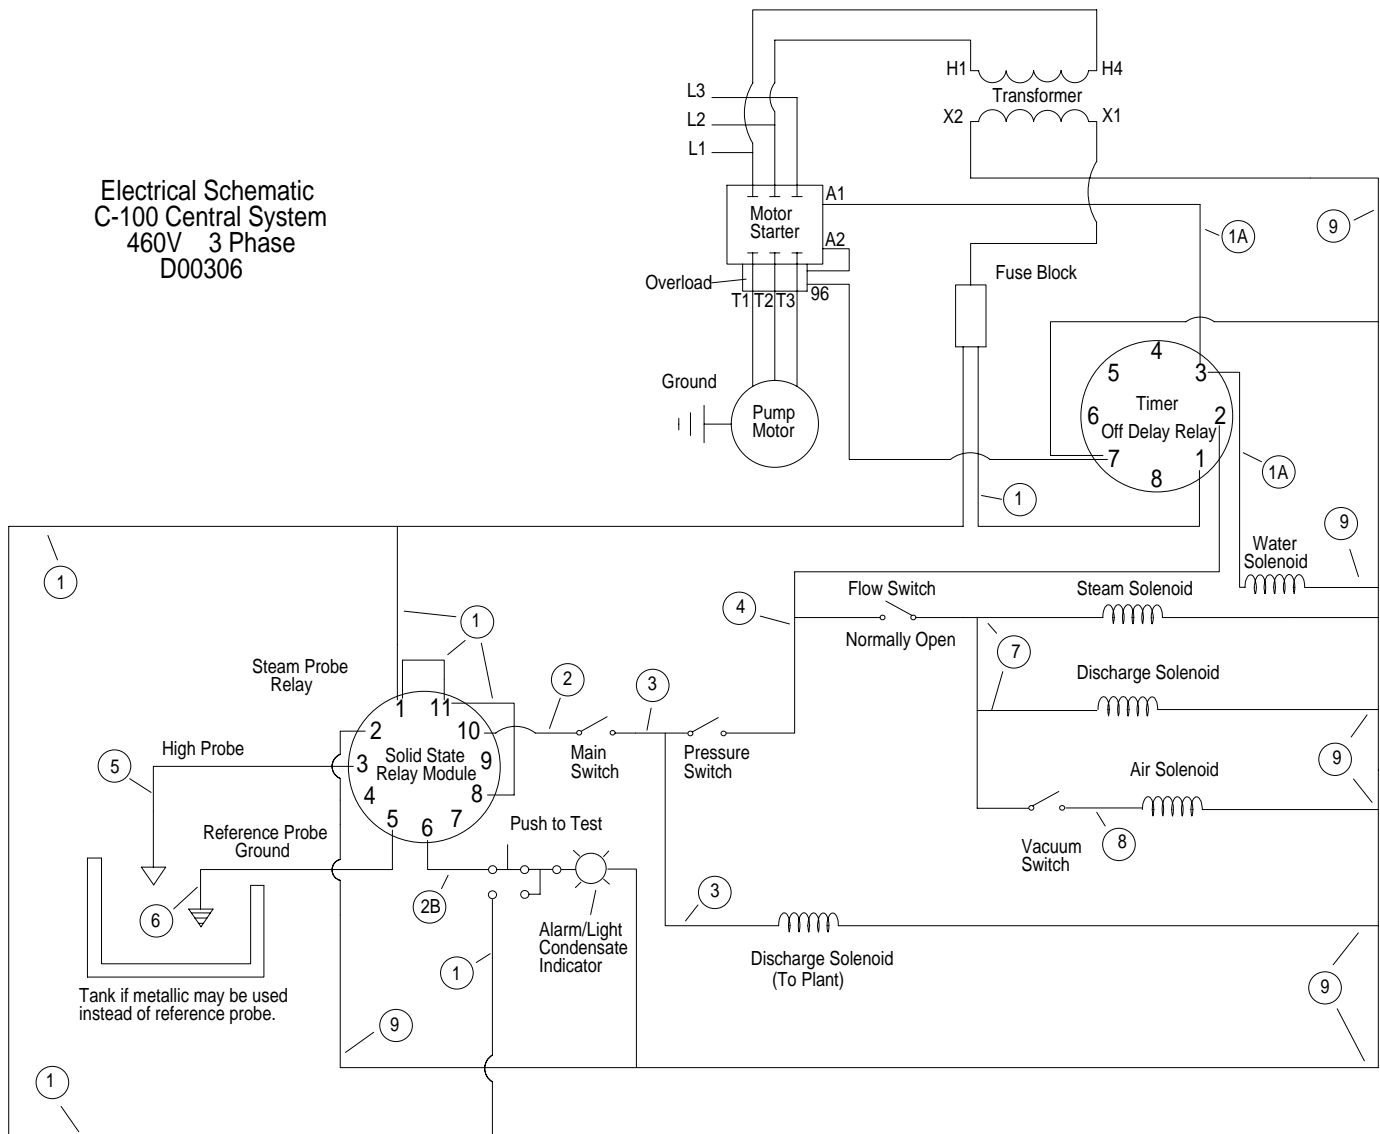 Electrical Schematic
C-100 Central System
460V 3 Phase
D00306
H1
H4
Transformer
X2
X1
L3
L2
L1
Motor
Starter
A1
A2
Overload
T1
T2
T3
96
Ground
Pump
Motor
Fuse Block
1A
9
4
5
3
Timer
6
2
Off Delay Relay
7
1
8
1A
1
9
Water
Solenoid
1
4
Flow Switch
Normally Open
Steam Solenoid
7
1
Steam Probe
Relay
2
3
Discharge Solenoid
1
11
2
10
3
Solid State
Relay Module
9
4
8
5
6
7
High Probe
5
Main
Switch
Pressure
Switch
9
Air Solenoid
Vacuum
Switch
8
Push to Test
Reference Probe
Ground
6
2B
3
Alarm/Light
Condensate
Indicator
1
Discharge Solenoid
(To Plant)
9
Tank if metallic may be used
instead of reference probe.
9
1